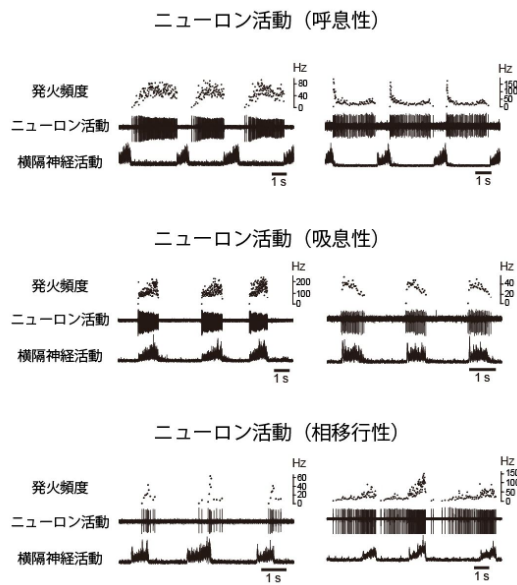 ニューロン活動（呼息性）
発火頻度
ニューロン活動
横隔神経活動
Hz
80
40
0
1 s
Hz
150
100
50
0
1 s
ニューロン活動（吸息性）
発火頻度
ニューロン活動
横隔神経活動
Hz
200
100
0
1 s
Hz
40
20
0
1 s
ニューロン活動（相移行性）
発火頻度
ニューロン活動
横隔神経活動
Hz
60
40
20
0
1 s
Hz
150
100
50
0
1 s